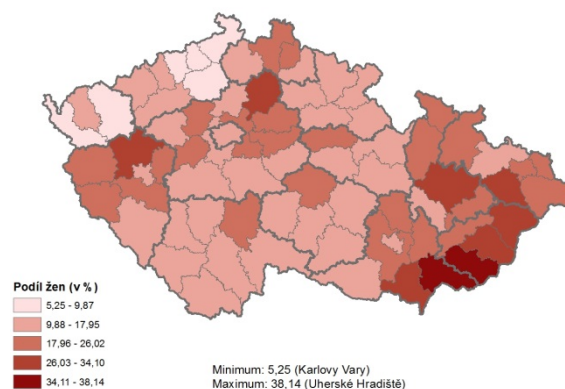 Podíl žen (v %)
5,25 - 9,87
9,88 - 17,95
17,96 - 26,02
26,03 - 34,10
34,11 - 38,14
Minimum: 5,25 (Karlovy Vary)
Maximum: 38,14 (Uherské Hradiště)